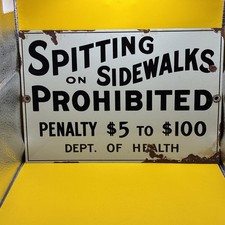 SPITTING
ON SIDEWALKS
PROHIBITED
PENALTY $5 TO $100
DEPT. OF HEALTH